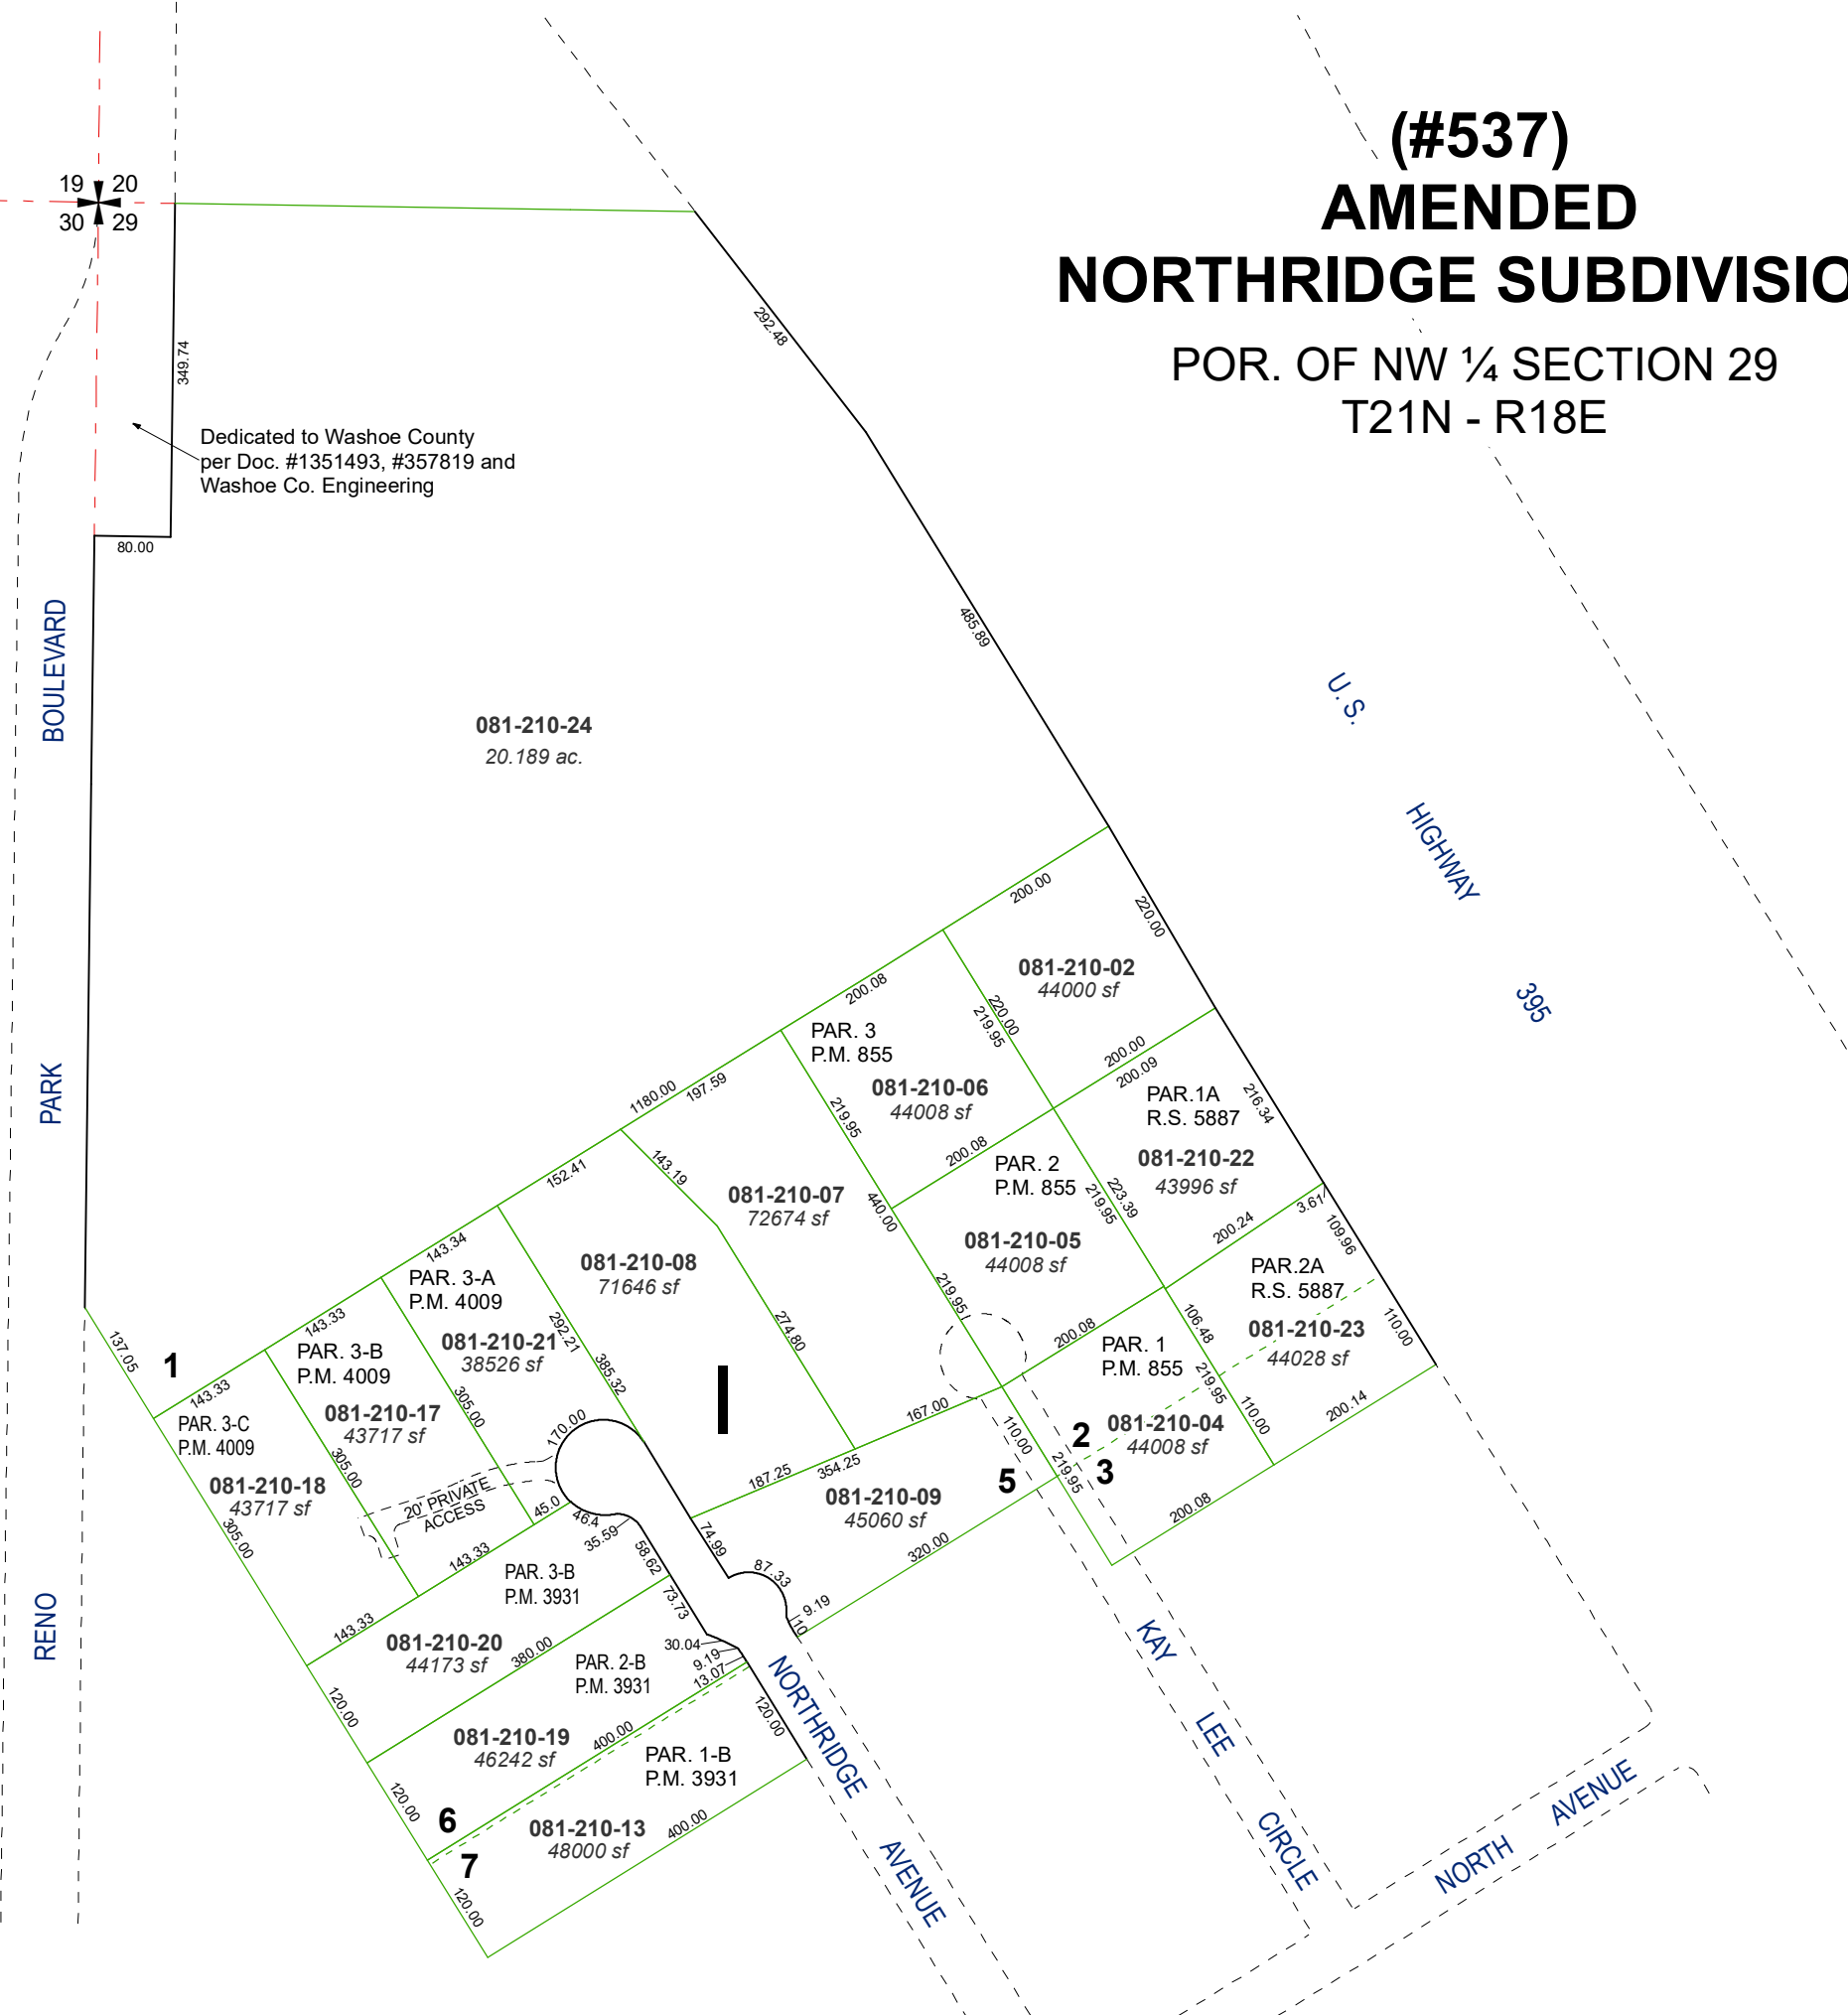 (#537)
AMENDED
NORTHRIDGE SUBDIVISIO
POR. OF NW ¼ SECTION 29
T21N - R18E
19 20
30 29
349.74
Dedicated to Washoe County
per Doc. #1351493, #357819 and
Washoe Co. Engineering
80.00
292.48
485.89
BOULEVARD
PARK
RENO
U. S.
HIGHWAY
395
081-210-24
20.189 ac.
200.00
220.00
081-210-02
44000 sf
220.00
219.95
200.00
200.09
200.08
PAR. 3
P.M. 855
081-210-06
44008 sf
219.95
200.08
PAR.1A
R.S. 5887
216.34
081-210-22
43996 sf
223.39
219.95
200.24
3.61
109.96
PAR. 2
P.M. 855
081-210-05
44008 sf
440.00
219.95
200.08
PAR.2A
R.S. 5887
081-210-23
44028 sf
110.00
106.48
219.95
110.00
200.14
PAR. 1
P.M. 855
081-210-04
44008 sf
2
3
110.00
219.95
200.08
1180.00
197.59
143.19
081-210-07
72674 sf
274.80
167.00
152.41
081-210-08
71646 sf
292.21
385.32
I
187.25
354.25
081-210-09
45060 sf
5
320.00
74.99
87.33
9.19
10
143.34
PAR. 3-A
P.M. 4009
081-210-21
38526 sf
305.00
170.00
143.33
PAR. 3-B
P.M. 4009
081-210-17
43717 sf
305.00
20' PRIVATE
ACCESS
45.0
46.4
35.59
137.05
1
143.33
PAR. 3-C
P.M. 4009
081-210-18
43717 sf
305.00
143.33
143.33
58.62
PAR. 3-B
P.M. 3931
081-210-20
44173 sf
380.00
73.73
120.00
PAR. 2-B
P.M. 3931
30.04
9.19
13.07
081-210-19
46242 sf
400.00
120.00
120.00
PAR. 1-B
P.M. 3931
6
7
081-210-13
48000 sf
400.00
120.00
NORTHRIDGE
AVENUE
KAY
LEE
CIRCLE
NORTH
AVENUE